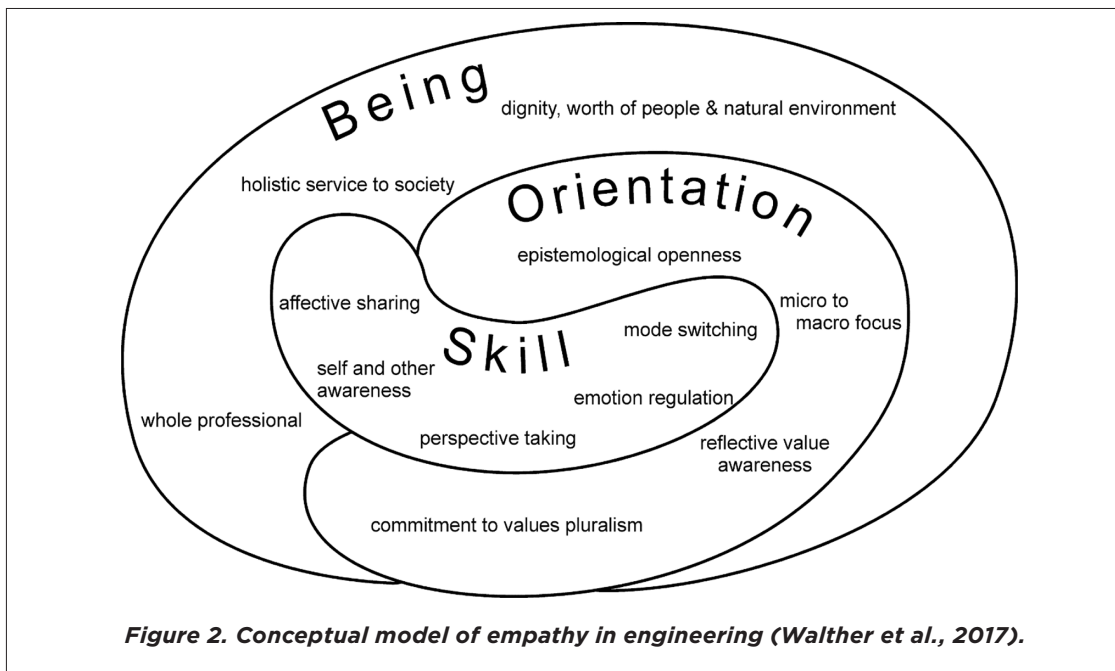 Being
dignity, worth of people & natural environment
holistic service to society
Orientation
epistemological openness
affective sharing
micro to
macro focus
Skill
mode switching
self and other
awareness
emotion regulation
whole professional
perspective taking
reflective value
awareness
commitment to values pluralism
Figure 2. Conceptual model of empathy in engineering (Walther et al., 2017).